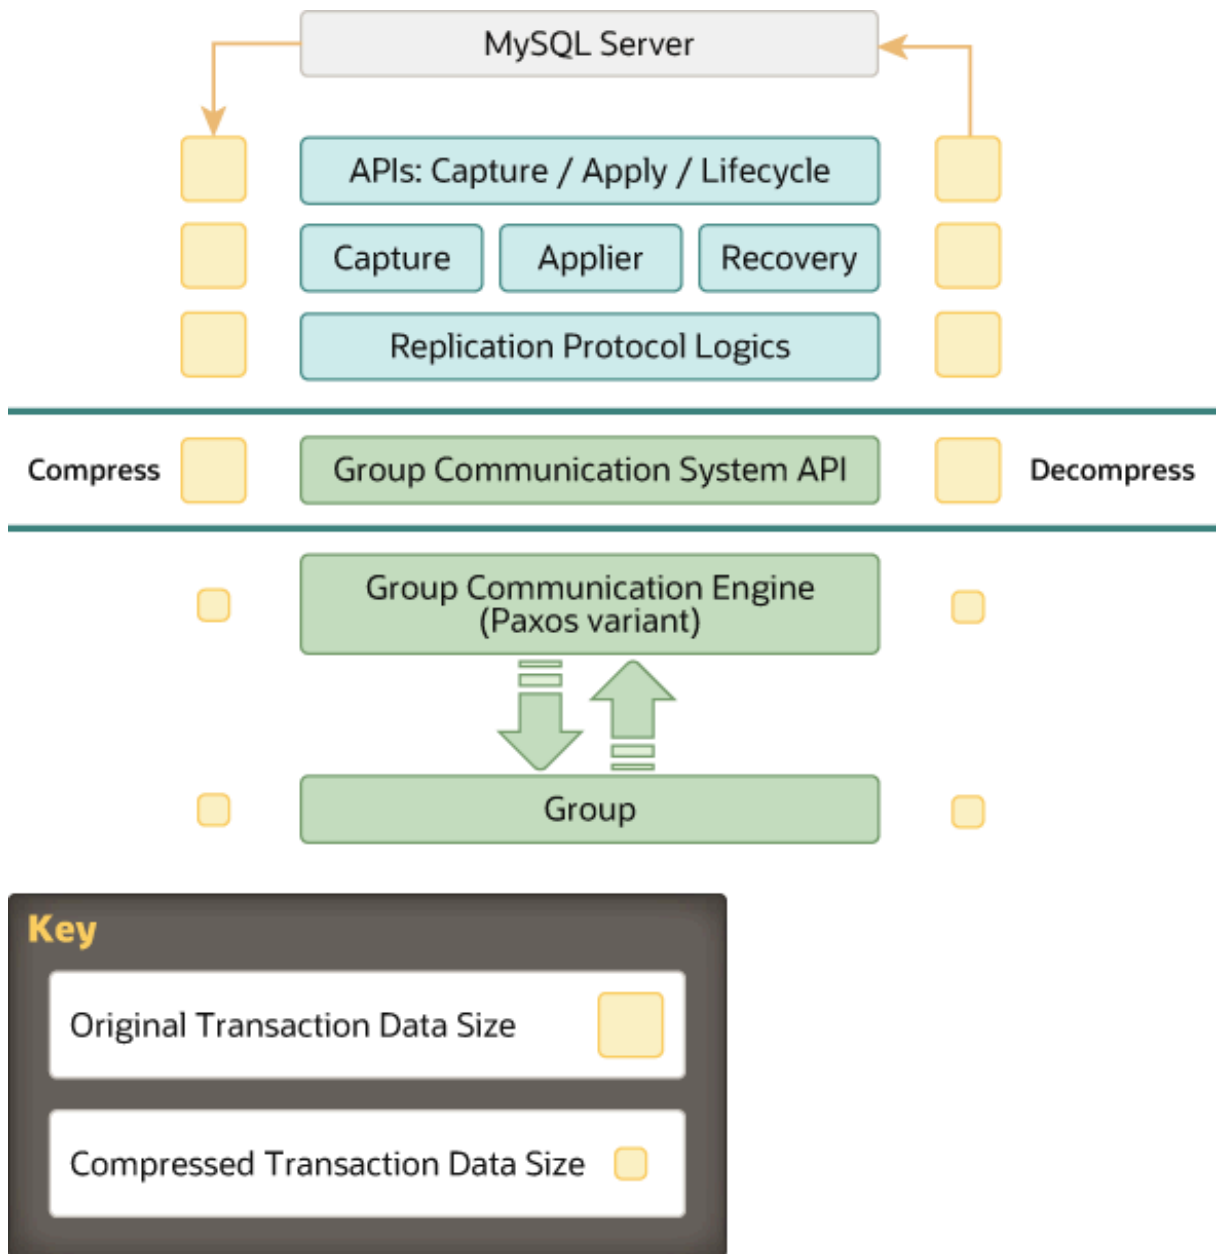 MySQL Server
APIs: Capture / Apply / Lifecycle
Capture
Applier
Recovery
Replication Protocol Logics
Compress
Group Communication System API
Decompress
Group Communication Engine
(Paxos variant)
Group
Key
Original Transaction Data Size
Compressed Transaction Data Size